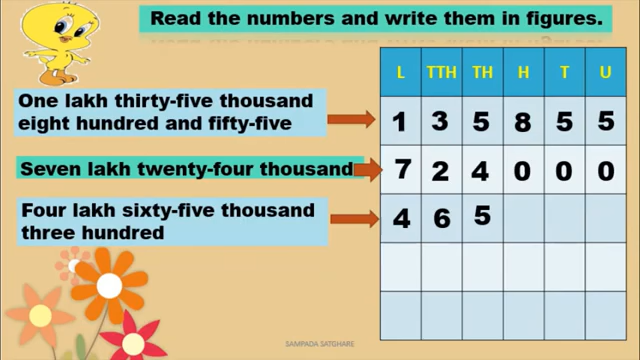 Read the numbers and write them in figures.
L TTH TH H T U
One lakh thirty-five thousand
eight hundred and fifty-five
1 3 5 8 5 5
Seven lakh twenty-four thousand
7 2 4 0 0 0
Four lakh sixty-five thousand
three hundred
4 6 5
SAMPADA SATGHARE